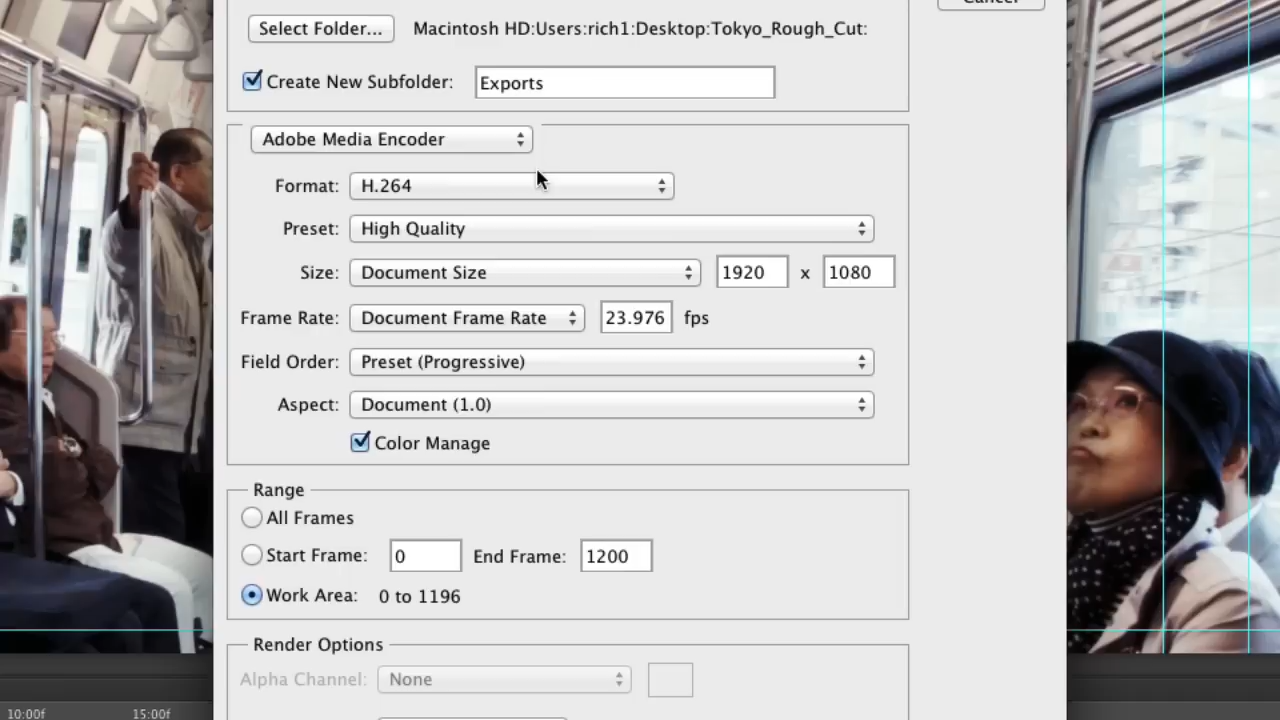 Cancel
Select Folder... Macintosh HD:Users:rich1:Desktop:Tokyo_Rough_Cut:
Create New Subfolder: Exports
Adobe Media Encoder
Format: H.264
Preset: High Quality
Size: Document Size 1920 x 1080
Frame Rate: Document Frame Rate 23.976 fps
Field Order: Preset (Progressive)
Aspect: Document (1.0)
Color Manage
Range
All Frames
Start Frame: 0 End Frame: 1200
Work Area: 0 to 1196
Render Options
Alpha Channel: None
10:00f 15:00f